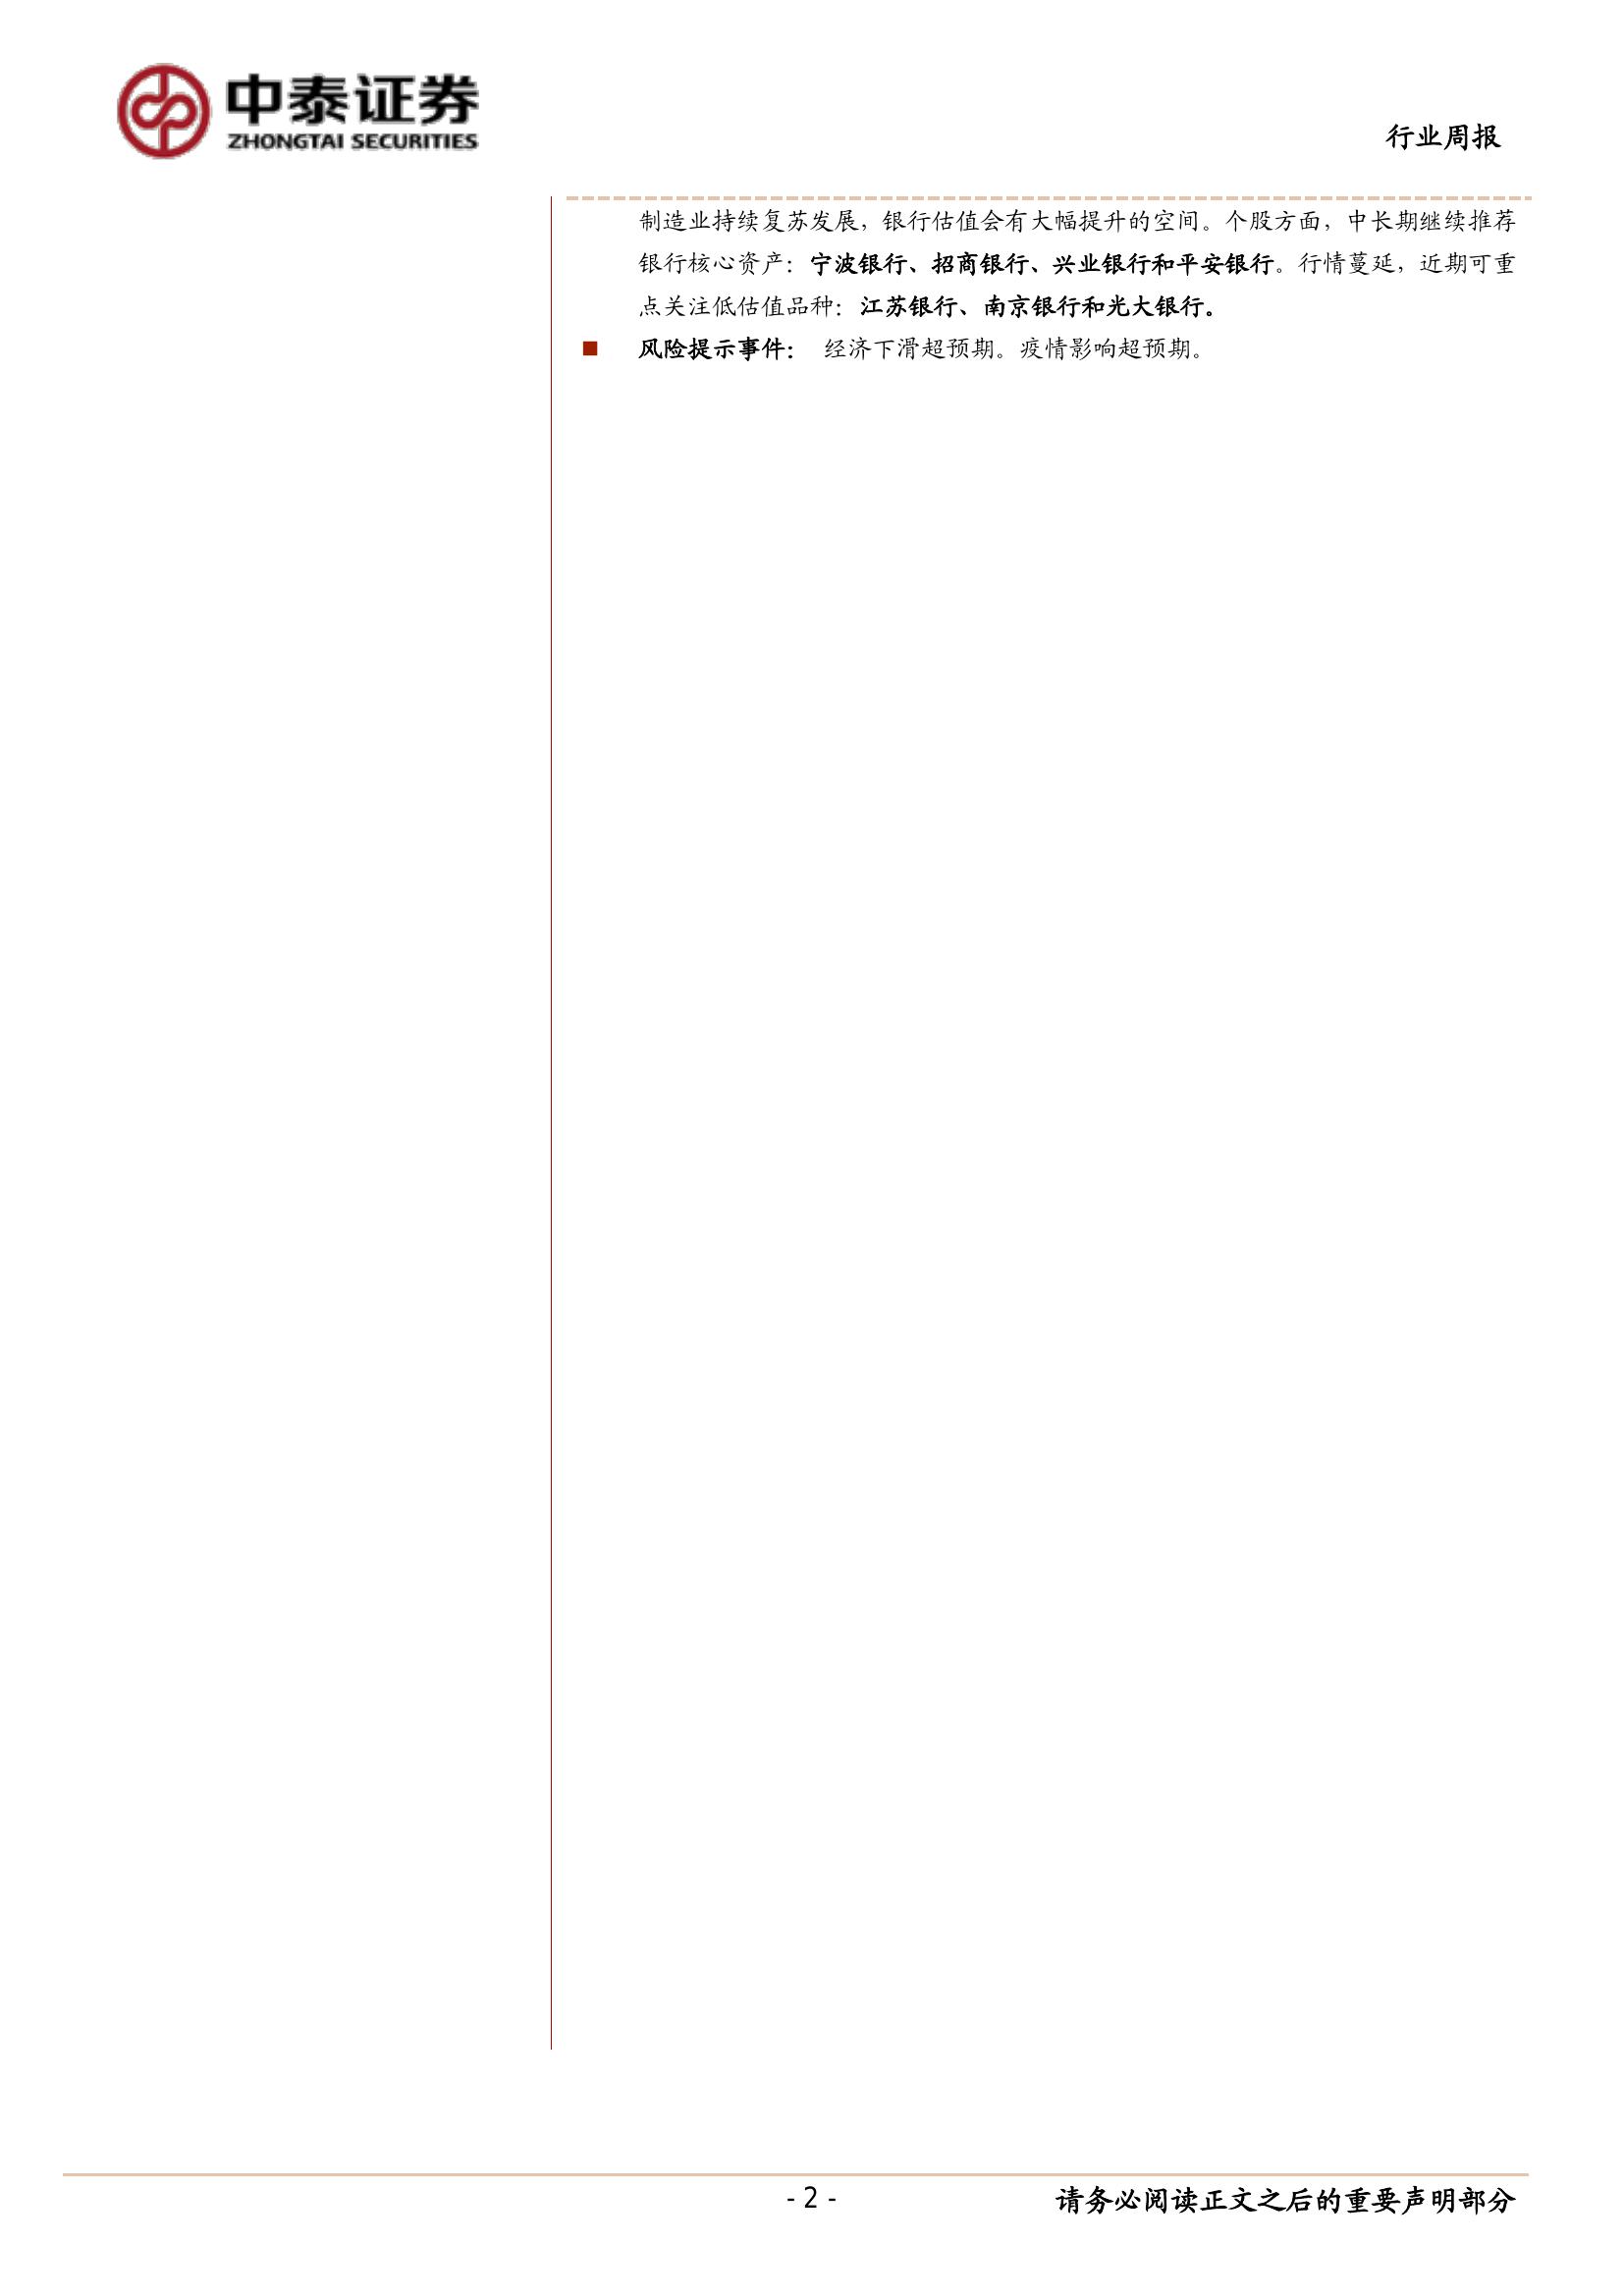 中泰证券
ZHONGTAI SECURITIES
行业周报
制造业持续复苏发展，银行估值会有大幅提升的空间。个股方面，中长期继续推荐
银行核心资产：宁波银行、招商银行、兴业银行和平安银行。行情蔓延，近期可重
点关注低估值品种：江苏银行、南京银行和光大银行。
■ 风险提示事件： 经济下滑超预期。疫情影响超预期。
- 2 -
请务必阅读正文之后的重要声明部分